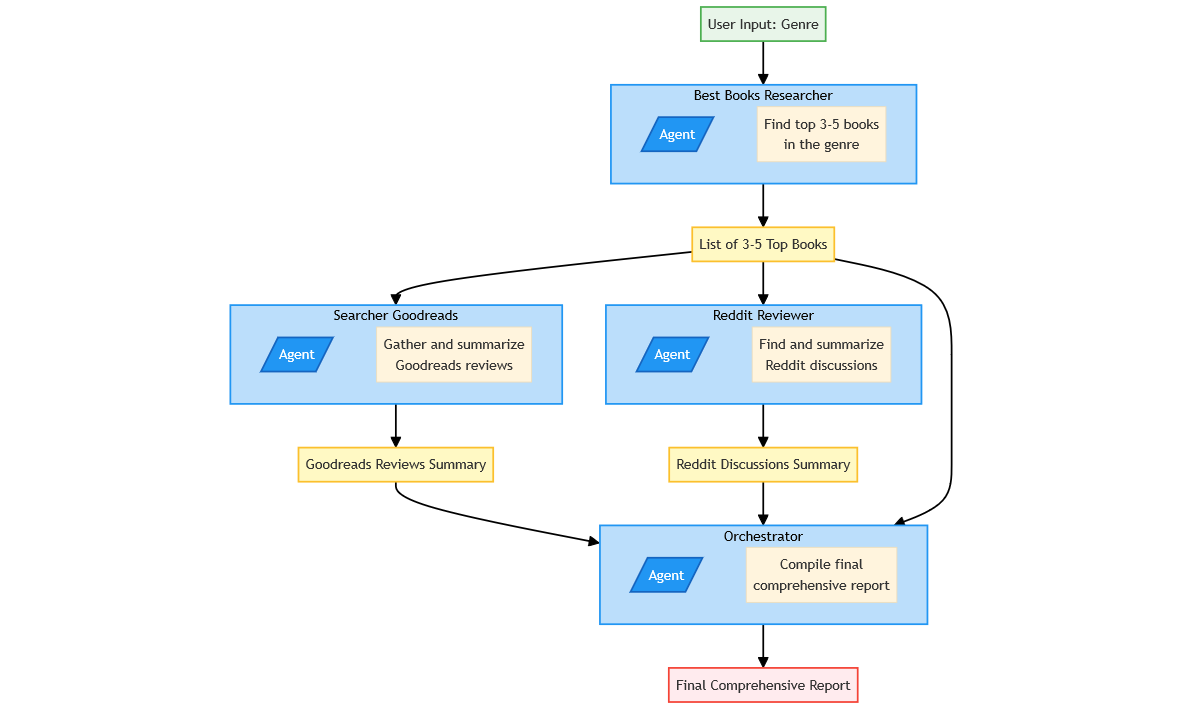 User Input: Genre
Best Books Researcher
Agent
Find top 3-5 books
in the genre
List of 3-5 Top Books
Searcher Goodreads
Agent
Gather and summarize
Goodreads reviews
Reddit Reviewer
Agent
Find and summarize
Reddit discussions
Goodreads Reviews Summary
Reddit Discussions Summary
Orchestrator
Agent
Compile final
comprehensive report
Final Comprehensive Report